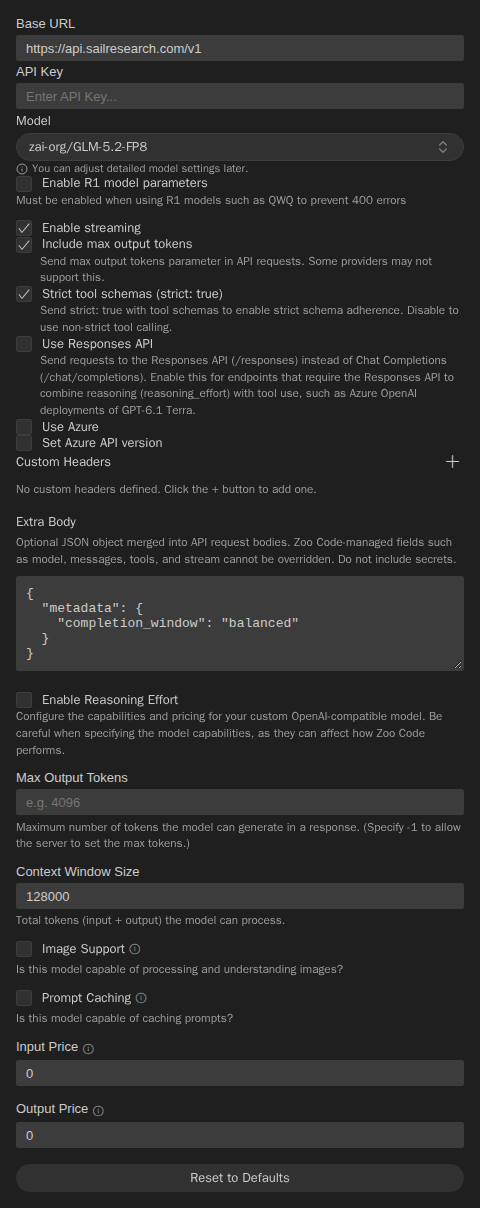 Base URL
https://api.sailresearch.com/v1
API Key
Enter API Key...
Model
zai-org/GLM-5.2-FP8
You can adjust detailed model settings later.
Enable R1 model parameters
Must be enabled when using R1 models such as QWQ to prevent 400 errors
Enable streaming
Include max output tokens
Send max output tokens parameter in API requests. Some providers may not
support this.
Strict tool schemas (strict: true)
Send strict: true with tool schemas to enable strict schema adherence. Disable to
use non-strict tool calling.
Use Responses API
Send requests to the Responses API (/responses) instead of Chat Completions
(/chat/completions). Enable this for endpoints that require the Responses API to
combine reasoning (reasoning_effort) with tool use, such as Azure OpenAI
deployments of GPT-6.1 Terra.
Use Azure
Set Azure API version
Custom Headers
No custom headers defined. Click the + button to add one.
Extra Body
Optional JSON object merged into API request bodies. Zoo Code-managed fields such
as model, messages, tools, and stream cannot be overridden. Do not include secrets.
{
  "metadata": {
    "completion_window": "balanced"
  }
}
Enable Reasoning Effort
Configure the capabilities and pricing for your custom OpenAI-compatible model. Be
careful when specifying the model capabilities, as they can affect how Zoo Code
performs.
Max Output Tokens
e.g. 4096
Maximum number of tokens the model can generate in a response. (Specify -1 to allow
the server to set the max tokens.)
Context Window Size
128000
Total tokens (input + output) the model can process.
Image Support
Is this model capable of processing and understanding images?
Prompt Caching
Is this model capable of caching prompts?
Input Price
0
Output Price
0
Reset to Defaults